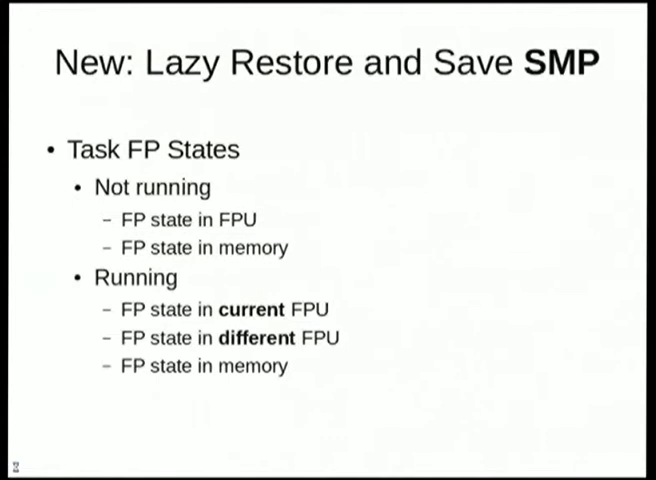 New: Lazy Restore and Save SMP
• Task FP States
• Not running
– FP state in FPU
– FP state in memory
• Running
– FP state in current FPU
– FP state in different FPU
– FP state in memory